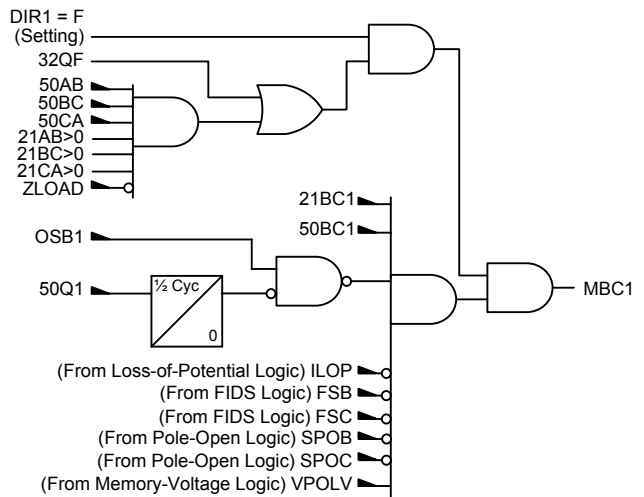 DIR1 = F
(Setting)
32QF
50AB
50BC
50CA
21AB>0
21BC>0
21CA>0
ZLOAD
21BC1
50BC1
OSB1
50Q1
½ Cyc
0
MBC1
(From Loss-of-Potential Logic) ILOP
(From FIDS Logic) FSB
(From FIDS Logic) FSC
(From Pole-Open Logic) SPOB
(From Pole-Open Logic) SPOC
(From Memory-Voltage Logic) VPOLV